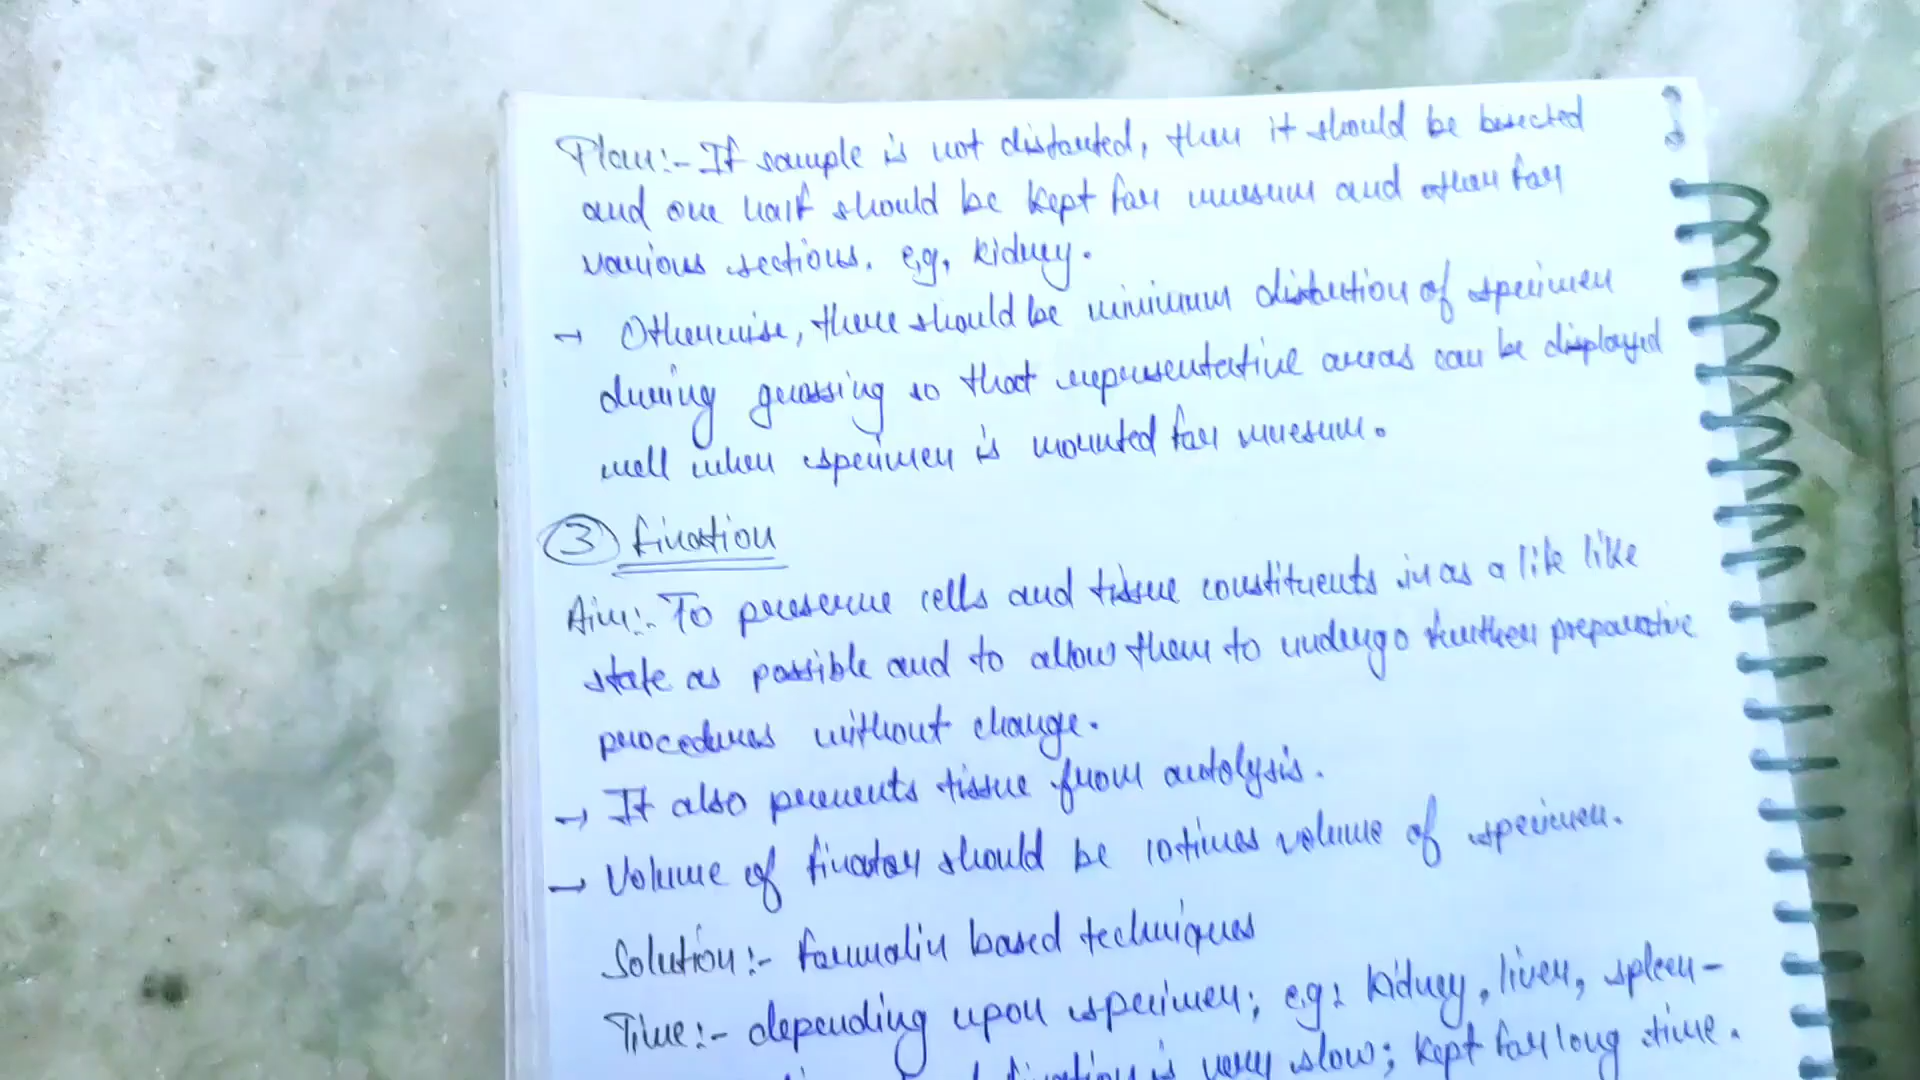 Plan:- If sample is not distorted, then it should be bisected
and one half should be kept for museum and other for
various sections. e.g. kidney.
→ Otherwise, there should be minimum distortion of specimen
during grossing so that representative areas can be displayed
well when specimen is mounted for museum.
③ fixation
Aim:- To preserve cells and tissue constituents in as a life like
state as possible and to allow them to undergo further preparative
procedures without change.
→ It also prevents tissue from autolysis.
→ Volume of fixator should be 10 times volume of specimen.
Solution:- formalin based techniques
Time:- depending upon specimen; e.g: kidney, liver, spleen-
fixation is very slow; kept for long time.